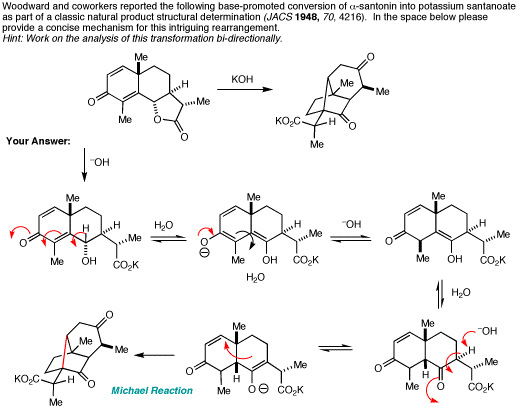 Woodward and coworkers reported the following base-promoted conversion of α-santonin into potassium santanoate
as part of a classic natural product structural determination (JACS 1948, 70, 4216). In the space below please
provide a concise mechanism for this intriguing rearrangement.
Hint: Work on the analysis of this transformation bi-directionally.
Me
H
Me
O
Me
O
O
KOH
O
Me
Me
KO2C
H
Me
O
Your Answer:
⁻OH
Me
H
Me
O
H
Me
OH
CO2K
H2O
Me
H
Me
O
⊖
Me
OH
CO2K
H2O
⁻OH
Me
H
Me
O
Me
OH
CO2K
H2O
O
Me
Me
KO2C
H
Me
O
Michael Reaction
Me
Me
O
H
Me
O
⊖
CO2K
Me
⁻OH
H
Me
O
H
Me
O
CO2K